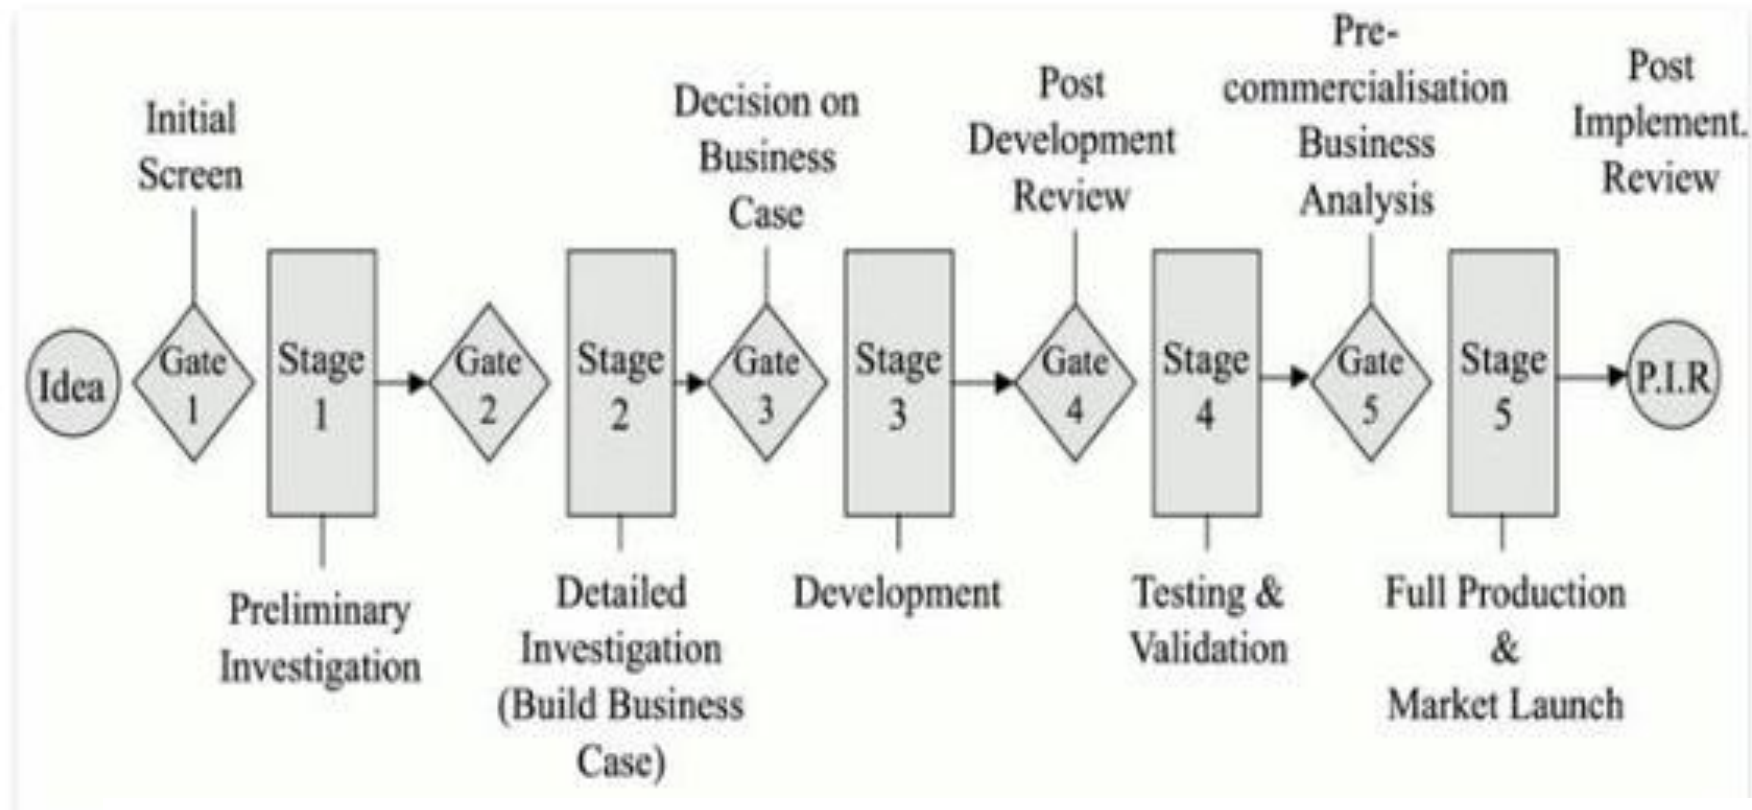 Initial
Screen
Decision on
Business
Case
Post
Development
Review
Pre-
commercialisation
Business
Analysis
Post
Implement.
Review
Idea
Gate
1
Stage
1
Gate
2
Stage
2
Gate
3
Stage
3
Gate
4
Stage
4
Gate
5
Stage
5
P.I.R
Preliminary
Investigation
Detailed
Investigation
(Build Business
Case)
Development
Testing &
Validation
Full Production
&
Market Launch